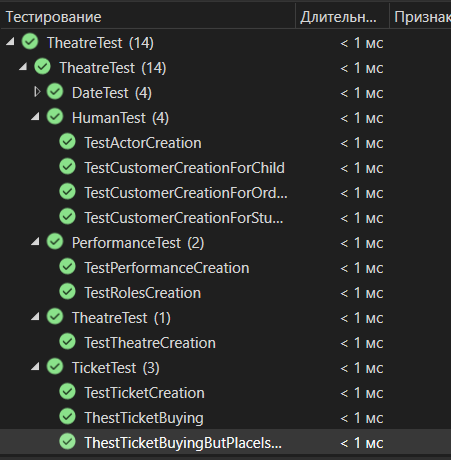 Тестирование Длительн... Признак
TheatreTest (14) < 1 мс
TheatreTest (14) < 1 мс
DateTest (4) < 1 мс
HumanTest (4) < 1 мс
TestActorCreation < 1 мс
TestCustomerCreationForChild < 1 мс
TestCustomerCreationForOrd... < 1 мс
TestCustomerCreationForStu... < 1 мс
PerformanceTest (2) < 1 мс
TestPerformanceCreation < 1 мс
TestRolesCreation < 1 мс
TheatreTest (1) < 1 мс
TestTheatreCreation < 1 мс
TicketTest (3) < 1 мс
TestTicketCreation < 1 мс
ThestTicketBuying < 1 мс
ThestTicketBuyingButPlaceIs... < 1 мс